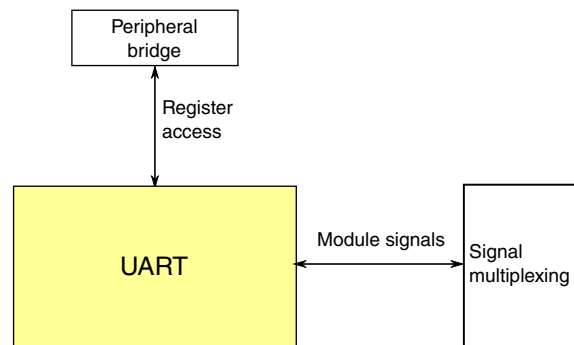 Peripheral
bridge
Register
access
UART
Module signals
Signal
multiplexing